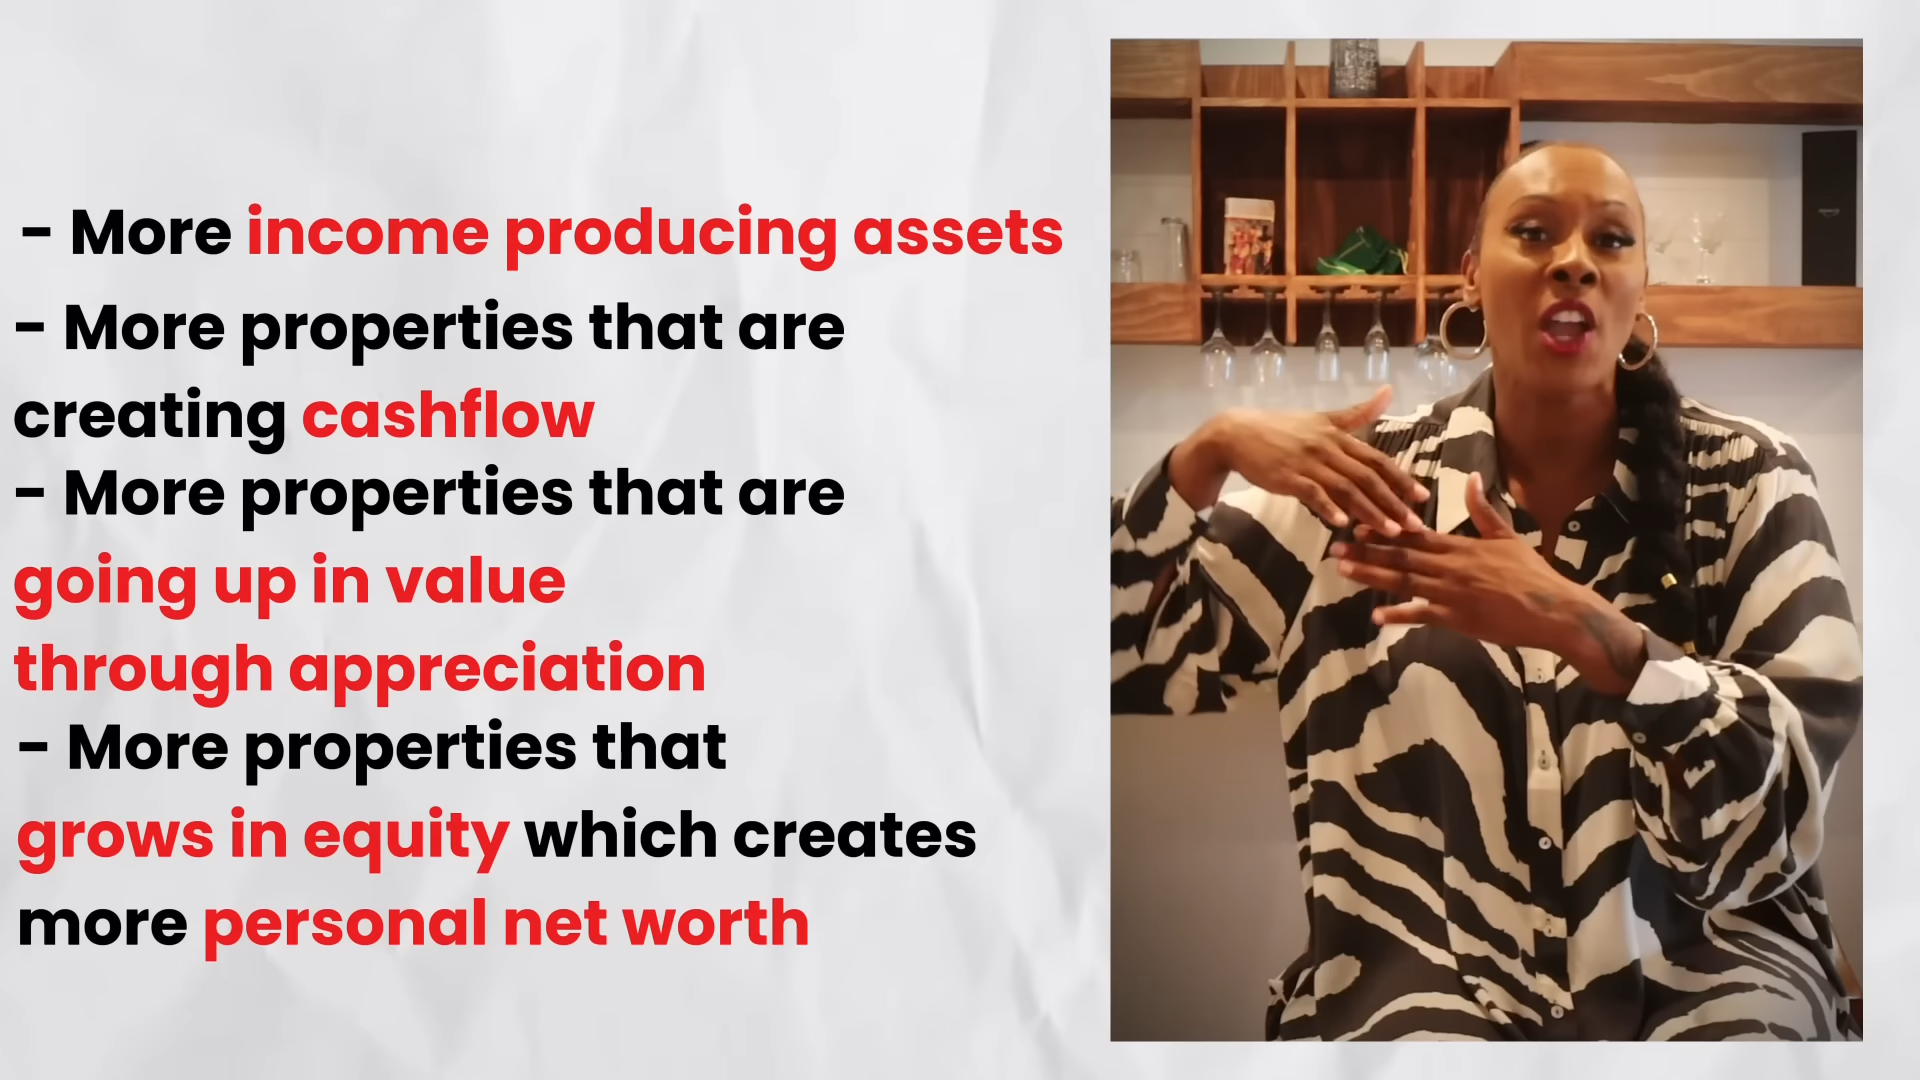 - More income producing assets
- More properties that are
creating cashflow
- More properties that are
going up in value
through appreciation
- More properties that
grows in equity which creates
more personal net worth